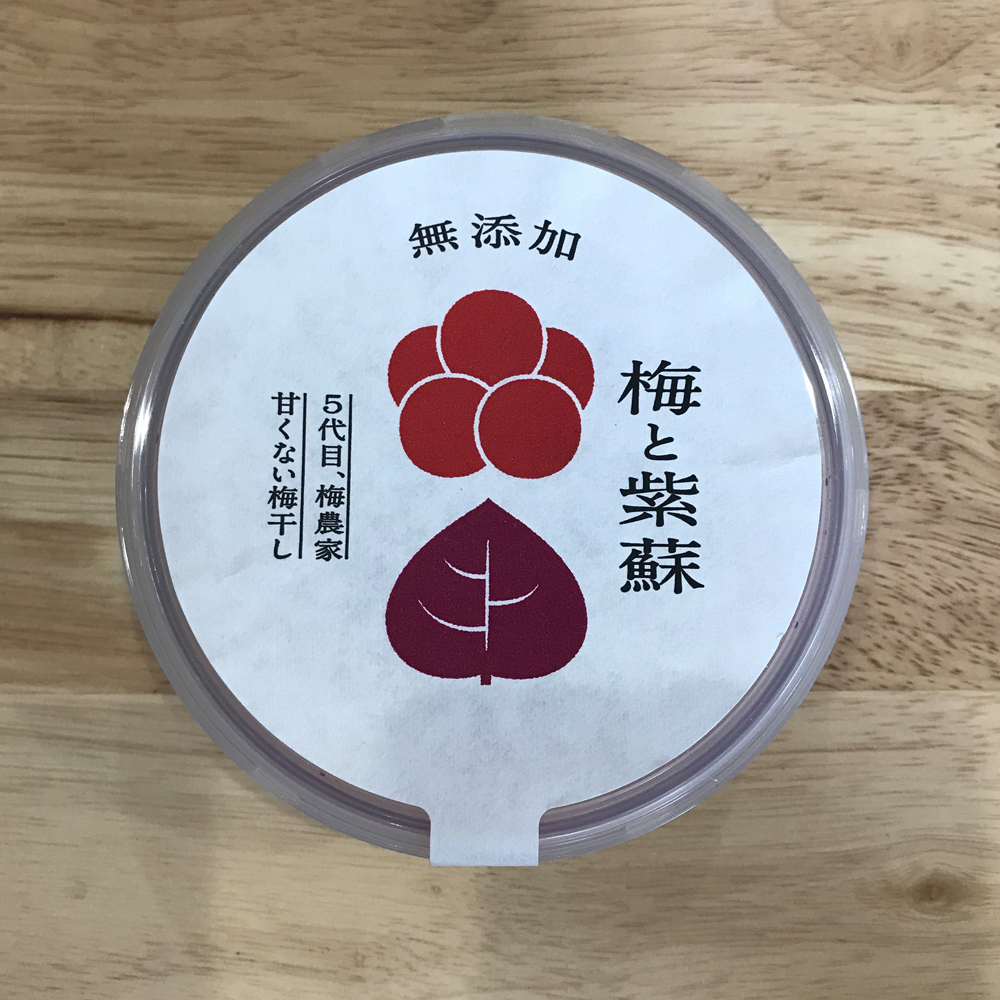 無添加
梅と紫蘇
5代目、梅農家
甘くない梅干し